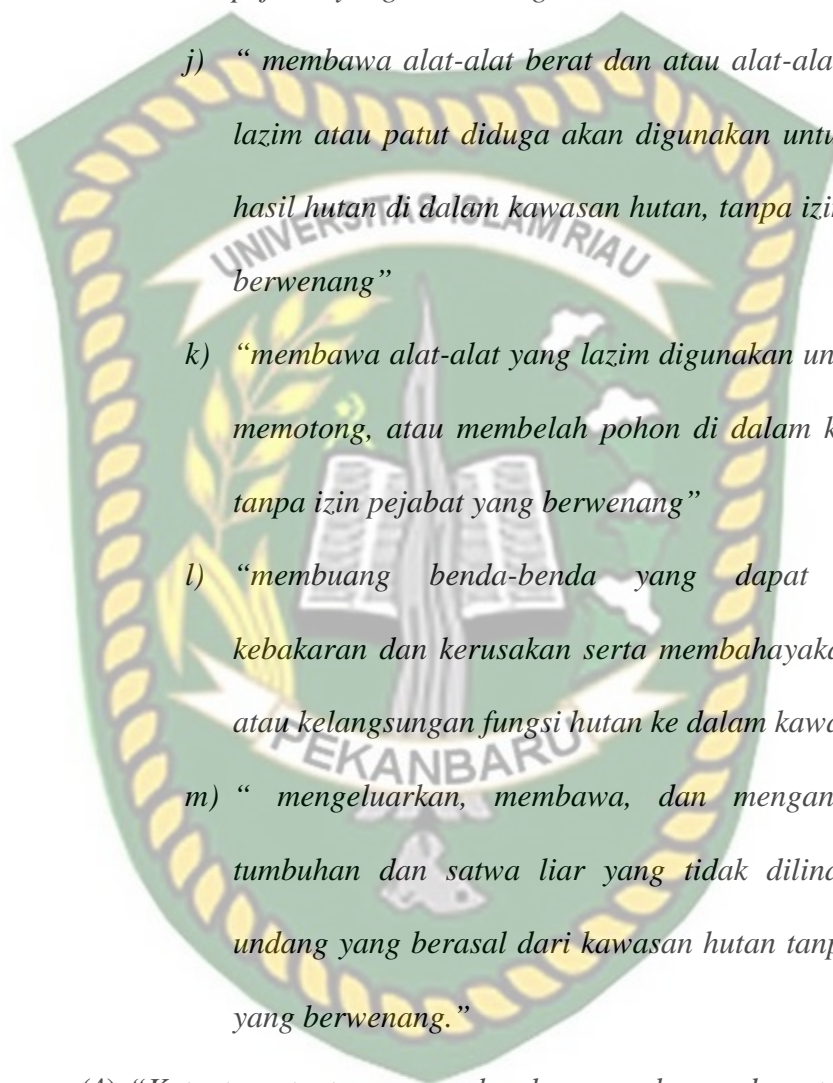 j) “ membawa alat-alat berat dan atau alat-ala
lazim atau patut diduga akan digunakan untu
hasil hutan di dalam kawasan hutan, tanpa izi
UNIVERSITAS ISLAM RIAU
berwenang”
k) “membawa alat-alat yang lazim digunakan un
memotong, atau membelah pohon di dalam k
tanpa izin pejabat yang berwenang”
l) “membuang benda-benda yang dapat
kebakaran dan kerusakan serta membahayaka
atau kelangsungan fungsi hutan ke dalam kawa
PEKANBARU
m) “ mengeluarkan, membawa, dan mengan
tumbuhan dan satwa liar yang tidak dilind
undang yang berasal dari kawasan hutan tanp
yang berwenang.”